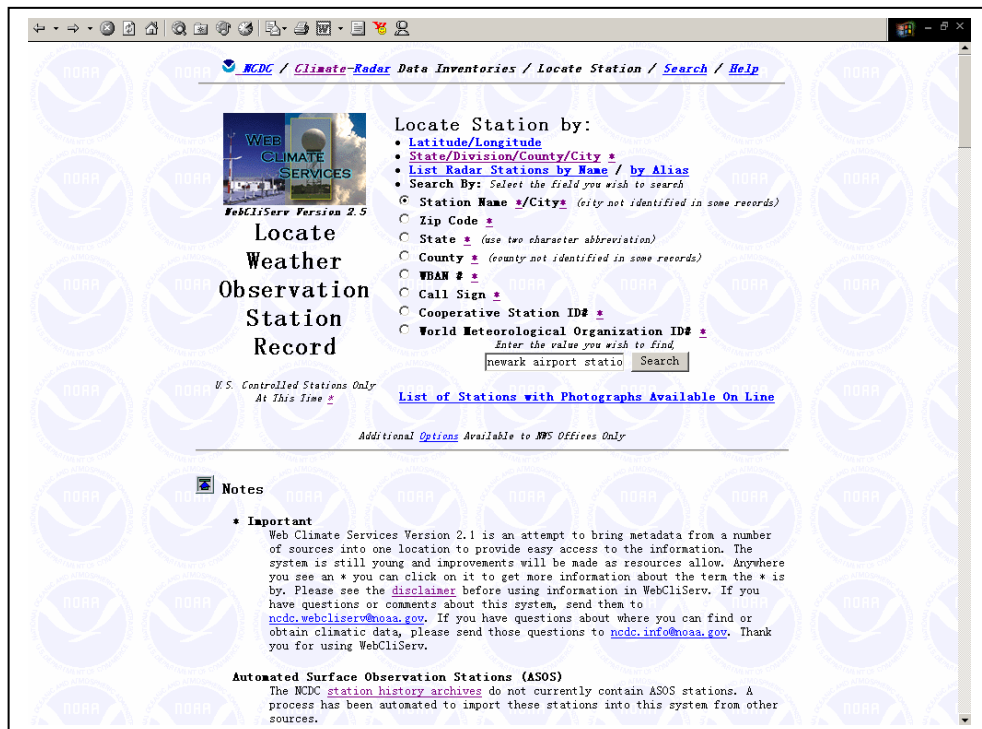 NCDC / Climate-Radar Data Inventories / Locate Station / Search / Help
WEB
CLIMATE
SERVICES
WebCliServ Version 2.5
Locate
Weather
Observation
Station
Record
U.S. Controlled Stations Only
At This Time *
Locate Station by:
• Latitude/Longitude
• State/Division/County/City *
• List Radar Stations by Name / by Alias
• Search By: Select the field you wish to search
Station Name */City* (city not identified in some records)
Zip Code *
State * (use two character abbreviation)
County * (county not identified in some records)
WBAN # *
Call Sign *
Cooperative Station ID# *
World Meteorological Organization ID# *
Enter the value you wish to find,
newark airport statio Search
List of Stations with Photographs Available On Line
Additional Options Available to NWS Offices Only
Notes
* Important
Web Climate Services Version 2.1 is an attempt to bring metadata from a number
of sources into one location to provide easy access to the information. The
system is still young and improvements will be made as resources allow. Anywhere
you see an * you can click on it to get more information about the term the * is
by. Please see the disclaimer before using information in WebCliServ. If you
have questions or comments about this system, send them to
ncdc.webcliserv@noaa.gov. If you have questions about where you can find or
obtain climatic data, please send those questions to ncdc.info@noaa.gov. Thank
you for using WebCliServ.
Automated Surface Observation Stations (ASOS)
The NCDC station history archives do not currently contain ASOS stations. A
process has been automated to import these stations into this system from other
sources.